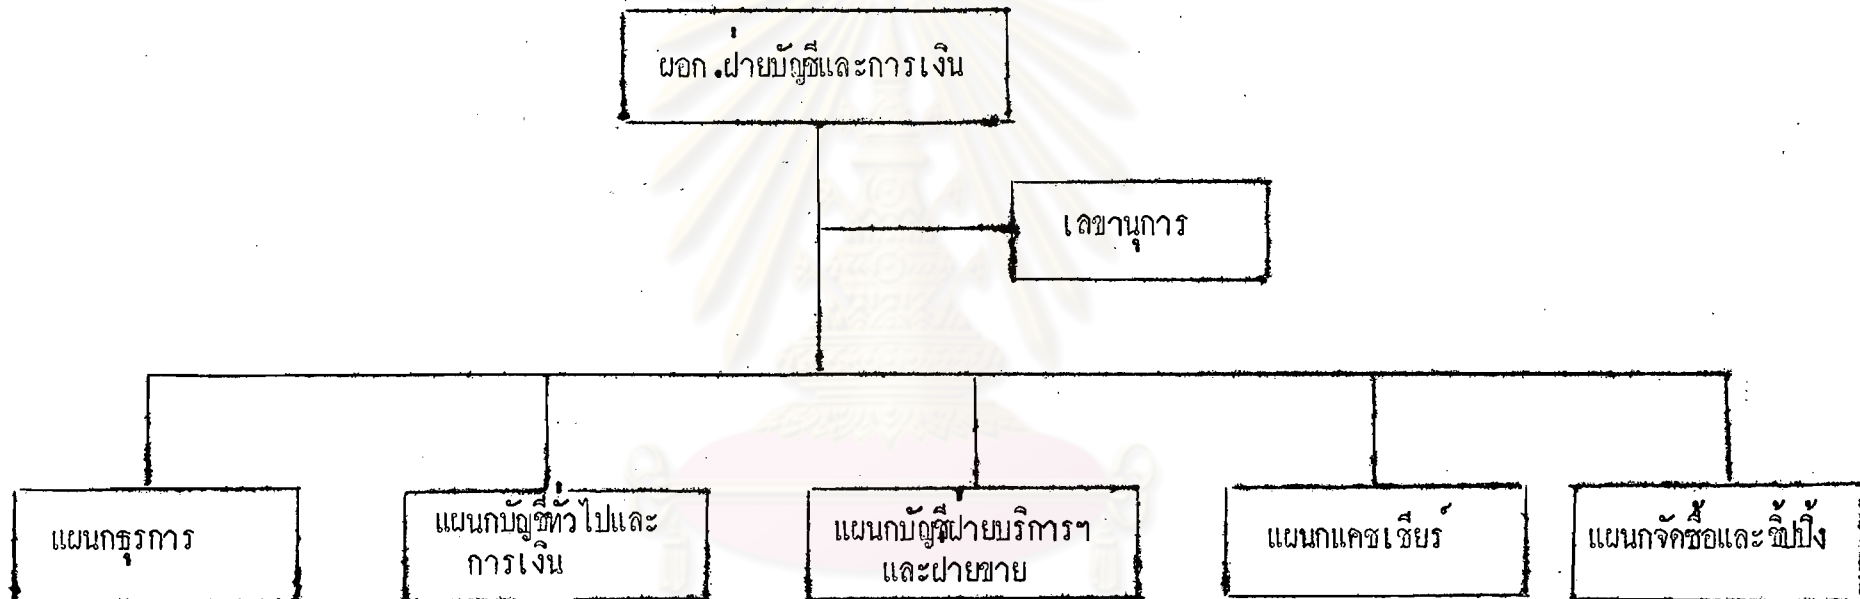 ผอก.ฝ่ายบัญชีและการเงิน
เลขานุการ
แผนกธุรการ
แผนกบัญชีทั่วไปและ
การเงิน
แผนกบัญชีฝ่ายบริการฯ
และฝ่ายขาย
แผนกแคชเชียร์
แผนกจัดซื้อและชิ้ปปิ้ง